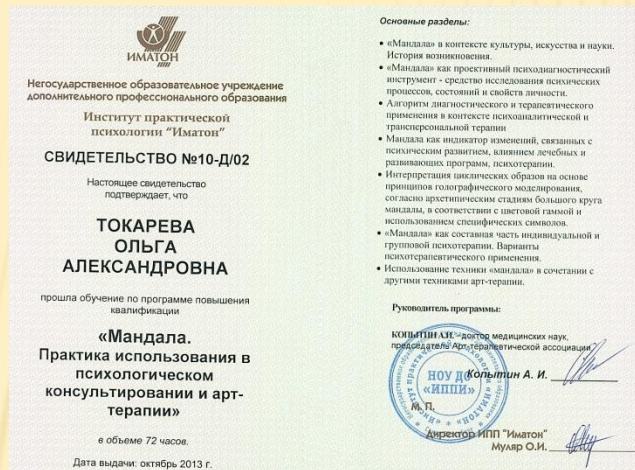 ИМАТОН
Негосударственное образовательное учреждение
дополнительного профессионального образования
Институт практической
психологии "Иматон"
СВИДЕТЕЛЬСТВО №10-Д/02
Настоящее свидетельство
подтверждает, что
ТОКАРЕВА
ОЛЬГА
АЛЕКСАНДРОВНА
прошла обучение по программе повышения
квалификации
«Мандала.
Практика использования в
психологическом
консультировании и арт-
терапии»
в объеме 72 часов.
Дата выдачи: октябрь 2013 г.
Основные разделы:
• «Мандала» в контексте культуры, искусства и науки.
История возникновения.
• «Мандала» как проективный психодиагностический
инструмент - средство исследования психических
процессов, состояний и свойств личности.
• Алгоритм диагностического и терапевтического
применения в контексте психоаналитической и
трансперсональной терапии
• Мандала как индикатор изменений, связанных с
психическим развитием, влиянием лечебных и
развивающих программ, психотерапии.
• Интерпретация циклических образов на основе
принципов голографического моделирования,
согласно архетипическим стадиям большого круга
мандалы, в соответствии с цветовой гаммой и
использованием специфических символов.
• «Мандала» как составная часть индивидуальной и
групповой психотерапии. Варианты
психотерапевтического применения.
• Использование техники «мандала» в сочетании с
другими техниками арт-терапии.
Руководитель программы:
КОПЫТИН А.И. - доктор медицинских наук,
председатель Арт-терапевтической ассоциации
Копытин А. И.
НОУ ДО
«ИППИ»
М. П.
Директор ИПП "Иматон"
Муляр О.И.